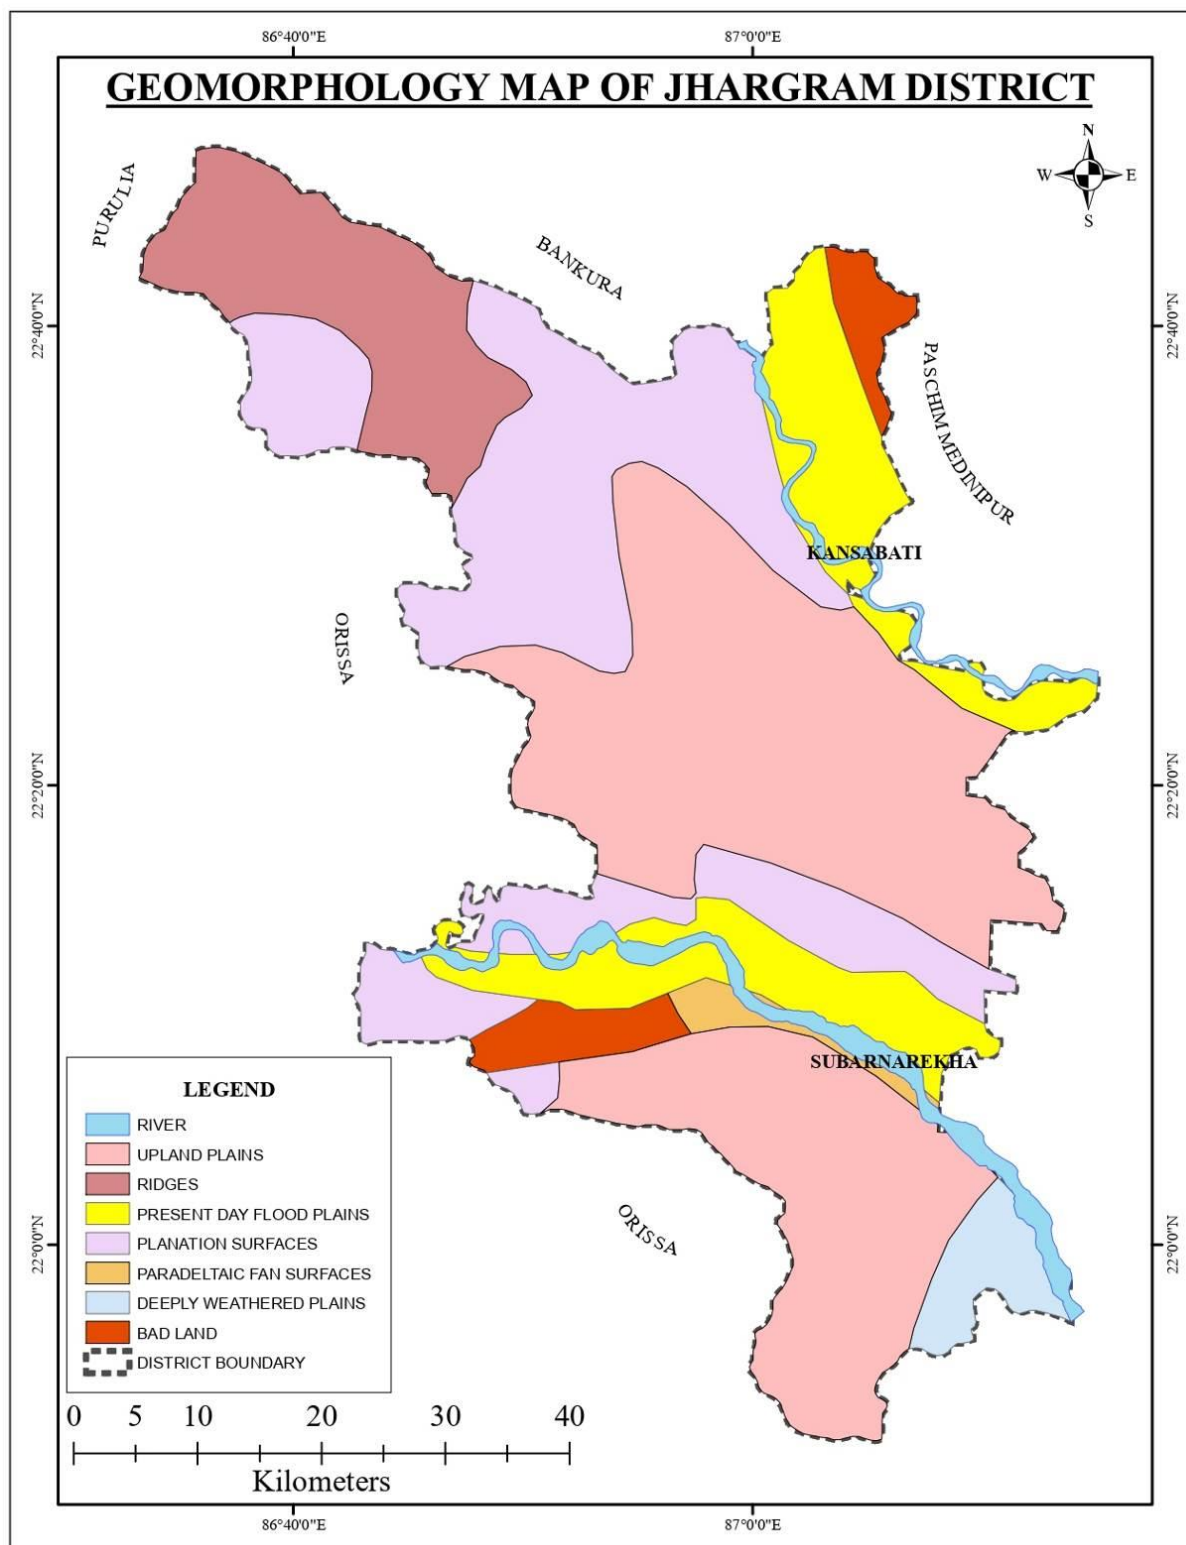 86°40'0"E
87°0'0"E
GEOMORPHOLOGY MAP OF JHARGRAM DISTRICT
N
W
E
S
PURULIA
BANKURA
22°40'0"N
22°40'0"N
PASCHIM MEDINIPUR
KANSABATI
ORISSA
22°20'0"N
22°20'0"N
SUBARNAREKHA
LEGEND
RIVER
UPLAND PLAINS
RIDGES
PRESENT DAY FLOOD PLAINS
PLANATION SURFACES
PARADELTAIC FAN SURFACES
DEEPLY WEATHERED PLAINS
BAD LAND
DISTRICT BOUNDARY
ORISSA
22°0'0"N
22°0'0"N
0 5 10 20 30 40
Kilometers
86°40'0"E
87°0'0"E